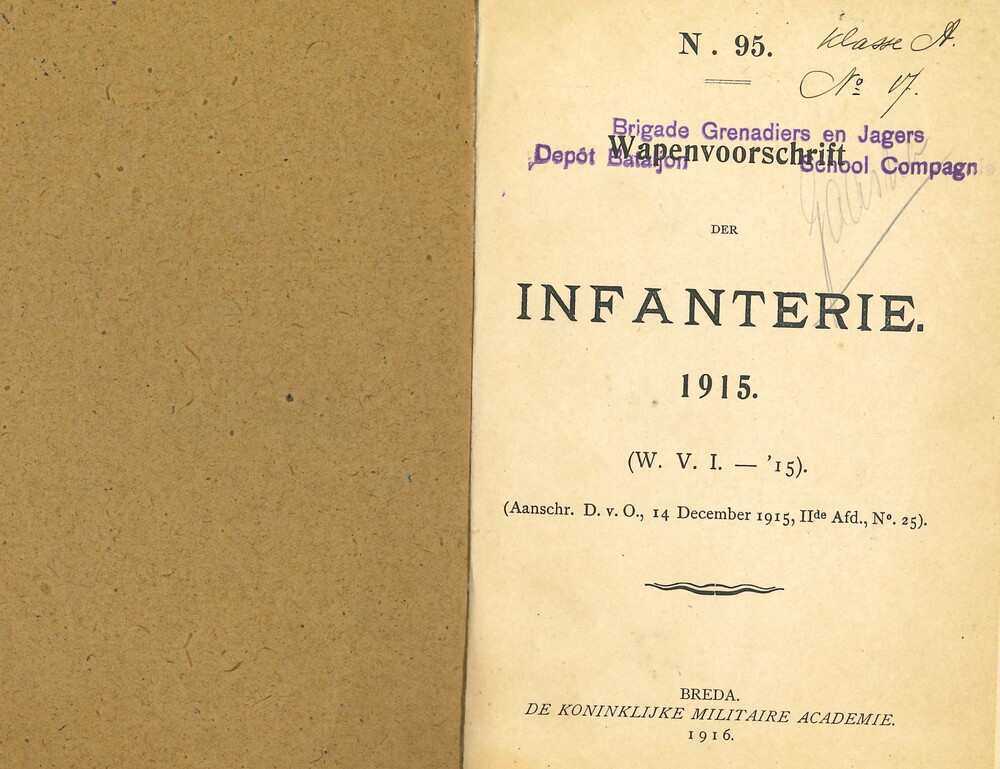 N. 95.
Klasse A.
No 17.
Brigade Grenadiers en Jagers
Wapenvoorschrift
Depôt Bataljon School Compagnie
DER
INFANTERIE.
1915.
(W. V. I. — '15).
(Aanschr. D. v. O., 14 December 1915, IIde Afd., No. 25).
BREDA.
DE KONINKLIJKE MILITAIRE ACADEMIE.
1916.